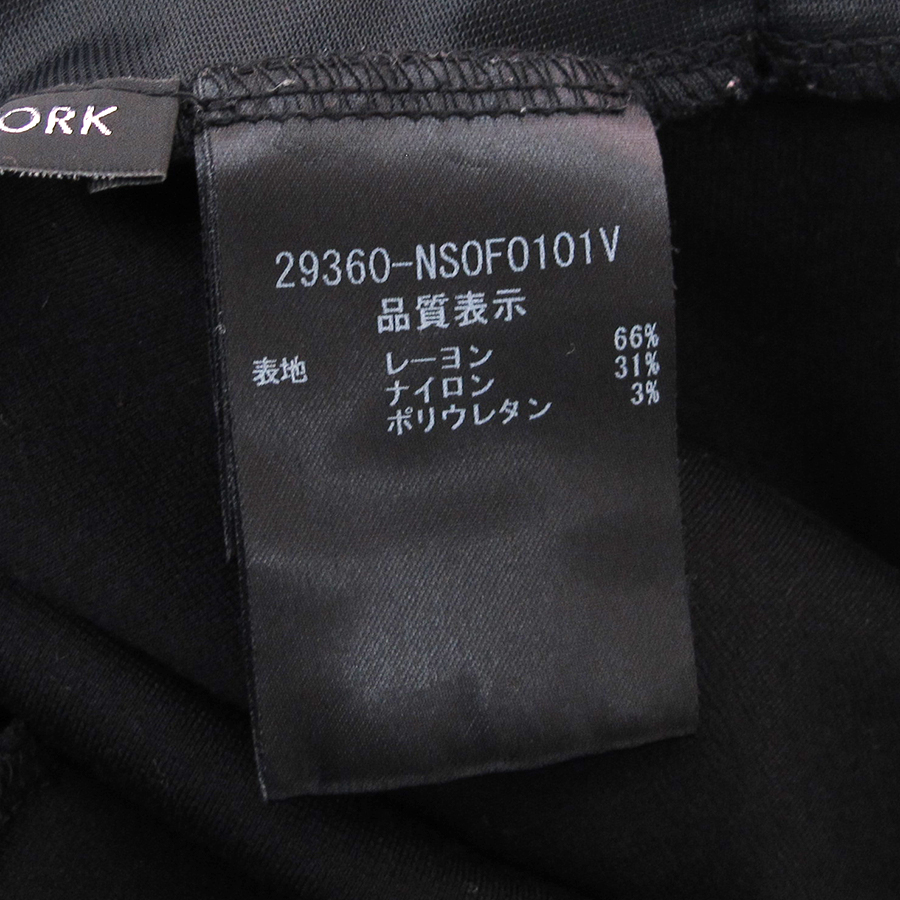 ORK
29360-NS0F0101V
品質表示
表地 レーヨン 66%
ナイロン 31%
ポリウレタン 3%